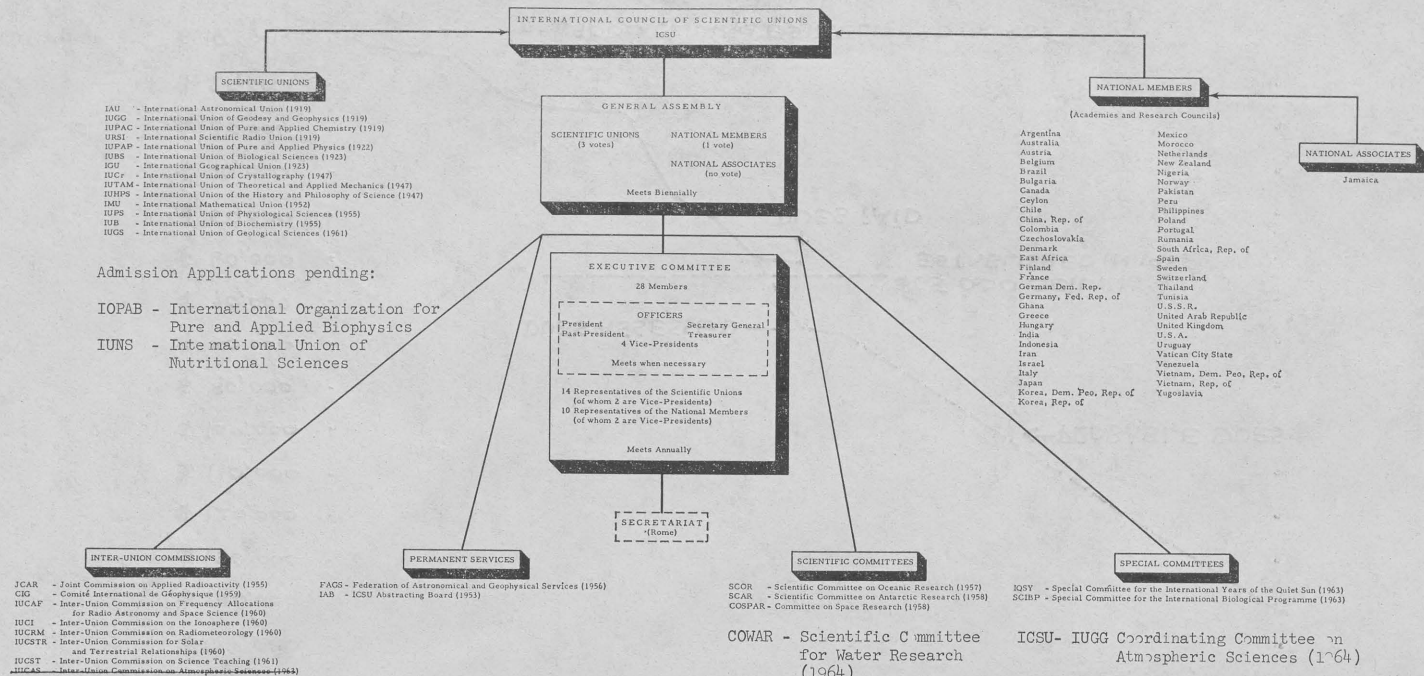 INTERNATIONAL COUNCIL OF SCIENTIFIC UNIONS
ICSU
SCIENTIFIC UNIONS
IAU - International Astronomical Union (1919)
IUGG - International Union of Geodesy and Geophysics (1919)
IUPAC - International Union of Pure and Applied Chemistry (1919)
URSI - International Scientific Radio Union (1919)
IUPAP - International Union of Pure and Applied Physics (1922)
IUBS - International Union of Biological Sciences (1923)
IGU - International Geographical Union (1923)
IUCr - International Union of Crystallography (1947)
IUTAM - International Union of Theoretical and Applied Mechanics (1947)
IUHPS - International Union of the History and Philosophy of Science (1947)
IMU - International Mathematical Union (1952)
IUPS - International Union of Physiological Sciences (1955)
IUB - International Union of Biochemistry (1955)
IUGS - International Union of Geological Sciences (1961)
Admission Applications pending:
IOPAB - International Organization for
Pure and Applied Biophysics
IUNS - International Union of
Nutritional Sciences
GENERAL ASSEMBLY
SCIENTIFIC UNIONS
(3 votes)
NATIONAL MEMBERS
(1 vote)
NATIONAL ASSOCIATES
(no vote)
Meets Biennially
NATIONAL MEMBERS
(Academies and Research Councils)
Argentina
Australia
Austria
Belgium
Brazil
Bulgaria
Canada
Ceylon
Chile
China, Rep. of
Colombia
Czechoslovakia
Denmark
East Africa
Finland
France
German Dem. Rep.
Germany, Fed. Rep. of
Ghana
Greece
Hungary
India
Indonesia
Iran
Israel
Italy
Japan
Korea, Dem. Peo. Rep. of
Korea, Rep. of
Mexico
Morocco
Netherlands
New Zealand
Nigeria
Norway
Pakistan
Peru
Philippines
Poland
Portugal
Rumania
South Africa, Rep. of
Spain
Sweden
Switzerland
Thailand
Tunisia
U.S.S.R.
United Arab Republic
United Kingdom
U.S.A.
Uruguay
Vatican City State
Venezuela
Vietnam, Dem. Peo, Rep. of
Vietnam, Rep. of
Yugoslavia
NATIONAL ASSOCIATES
Jamaica
EXECUTIVE COMMITTEE
28 Members
OFFICERS
President Secretary General
Past President Treasurer
4 Vice-Presidents
Meets when necessary
14 Representatives of the Scientific Unions
(of whom 2 are Vice-Presidents)
10 Representatives of the National Members
(of whom 2 are Vice-Presidents)
Meets Annually
SECRETARIAT
(Rome)
INTER-UNION COMMISSIONS
JCAR - Joint Commission on Applied Radioactivity (1955)
CIG - Comité International de Géophysique (1959)
IUCAF - Inter-Union Commission on Frequency Allocations
for Radio Astronomy and Space Science (1960)
IUCI - Inter-Union Commission on the Ionosphere (1960)
IUCRM - Inter-Union Commission on Radiometeorology (1960)
IUCSTR - Inter-Union Commission for Solar
and Terrestrial Relationships (1960)
IUCST - Inter-Union Commission on Science Teaching (1961)
IUCAS - Inter-Union Commission on Atmospheric Sciences (1963)
PERMANENT SERVICES
FAGS - Federation of Astronomical and Geophysical Services (1956)
IAB - ICSU Abstracting Board (1953)
SCIENTIFIC COMMITTEES
SCOR - Scientific Committee on Oceanic Research (1957)
SCAR - Scientific Committee on Antarctic Research (1958)
COSPAR - Committee on Space Research (1958)
COWAR - Scientific Committee
for Water Research
(1964)
SPECIAL COMMITTEES
IQSY - Special Committee for the International Years of the Quiet Sun (1963)
SCIBP - Special Committee for the International Biological Programme (1963)
ICSU- IUGG Coordinating Committee on
Atmospheric Sciences (1964)